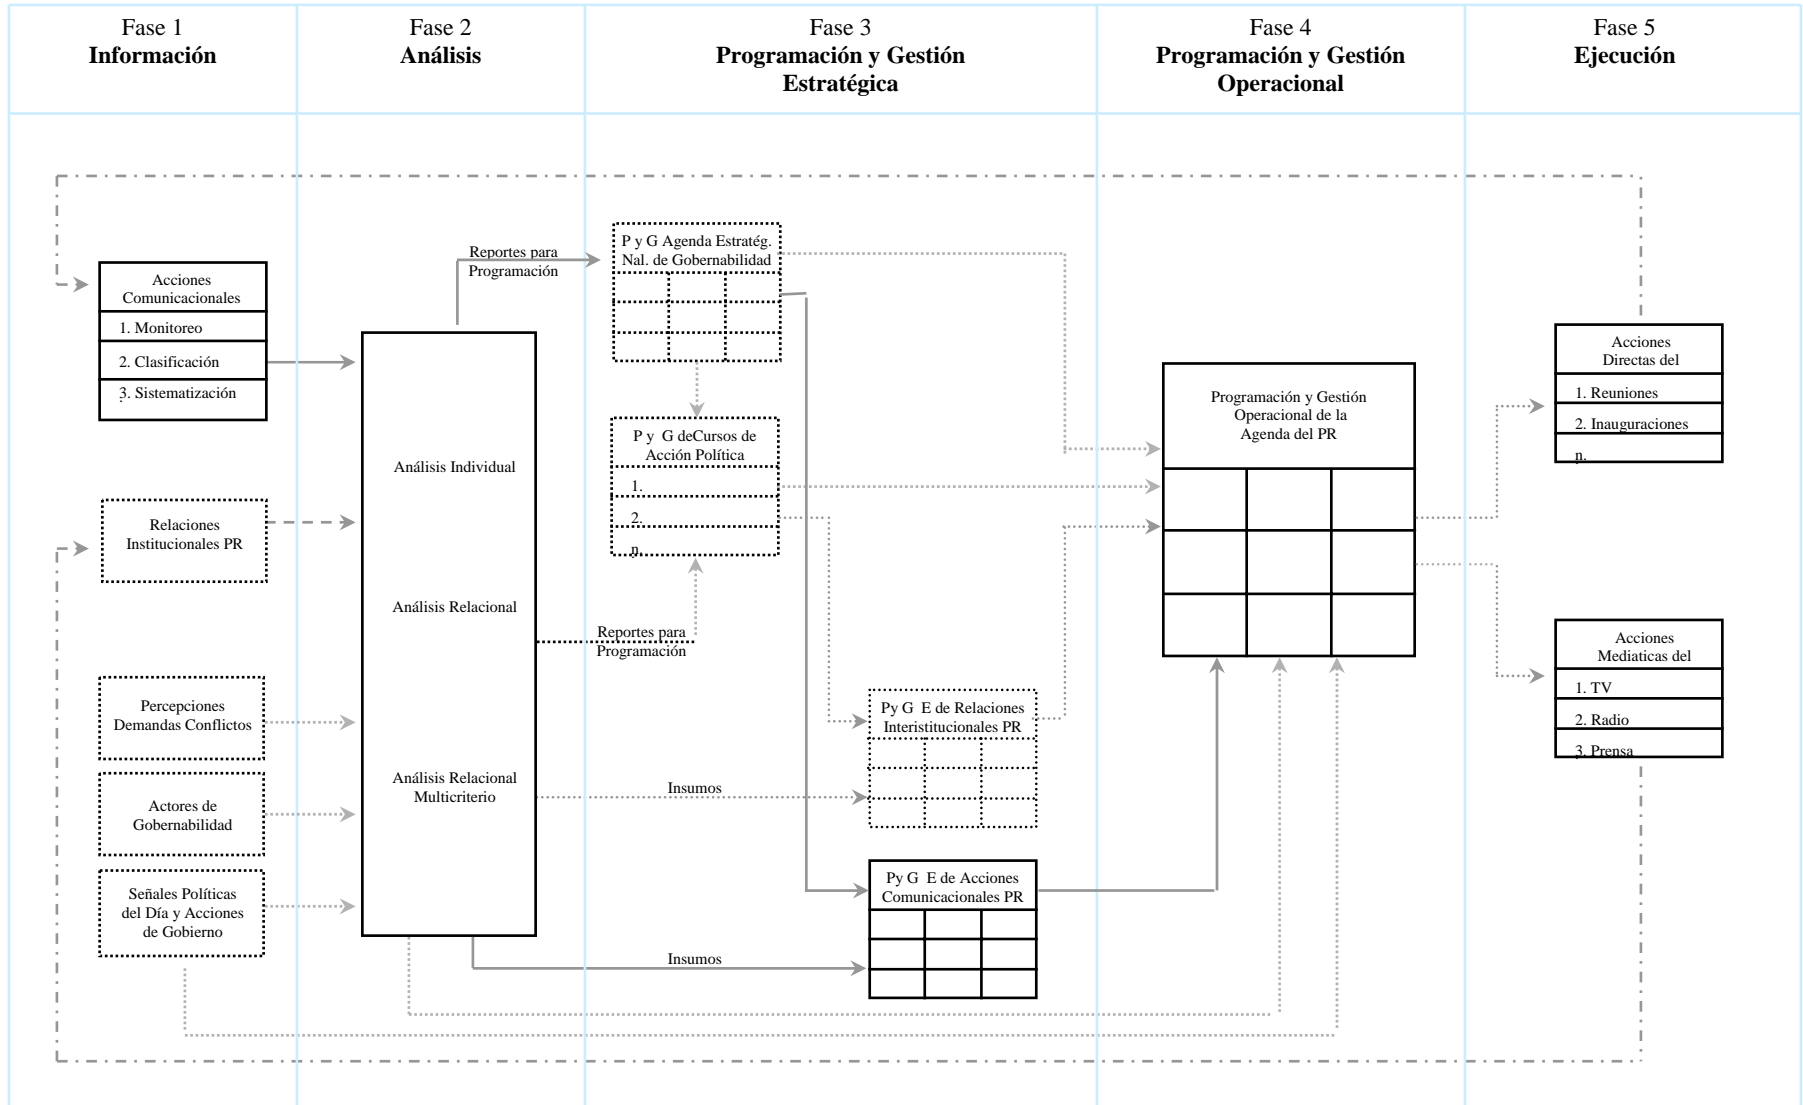 Fase 1
Información
Fase 2
Análisis
Fase 3
Programación y Gestión
Estratégica
Fase 4
Programación y Gestión
Operacional
Fase 5
Ejecución
Acciones
Comunicacionales
1. Monitoreo
2. Clasificación
3. Sistematización
Relaciones
Institucionales PR
Percepciones
Demandas Conflictos
Actores de
Gobernabilidad
Señales Políticas
del Día y Acciones
de Gobierno
Análisis Individual
Análisis Relacional
Análisis Relacional
Multicriterio
Reportes para
Programación
P y G Agenda Estratég.
Nal. de Gobernabilidad
P y G deCursos de
Acción Política
1.
2.
n.
Reportes para
Programación
Py G E de Relaciones
Interistitucionales PR
Insumos
Py G E de Acciones
Comunicacionales PR
Insumos
Programación y Gestión
Operacional de la
Agenda del PR
Acciones
Directas del
1. Reuniones
2. Inauguraciones
n.
Acciones
Mediaticas del
1. TV
2. Radio
3. Prensa